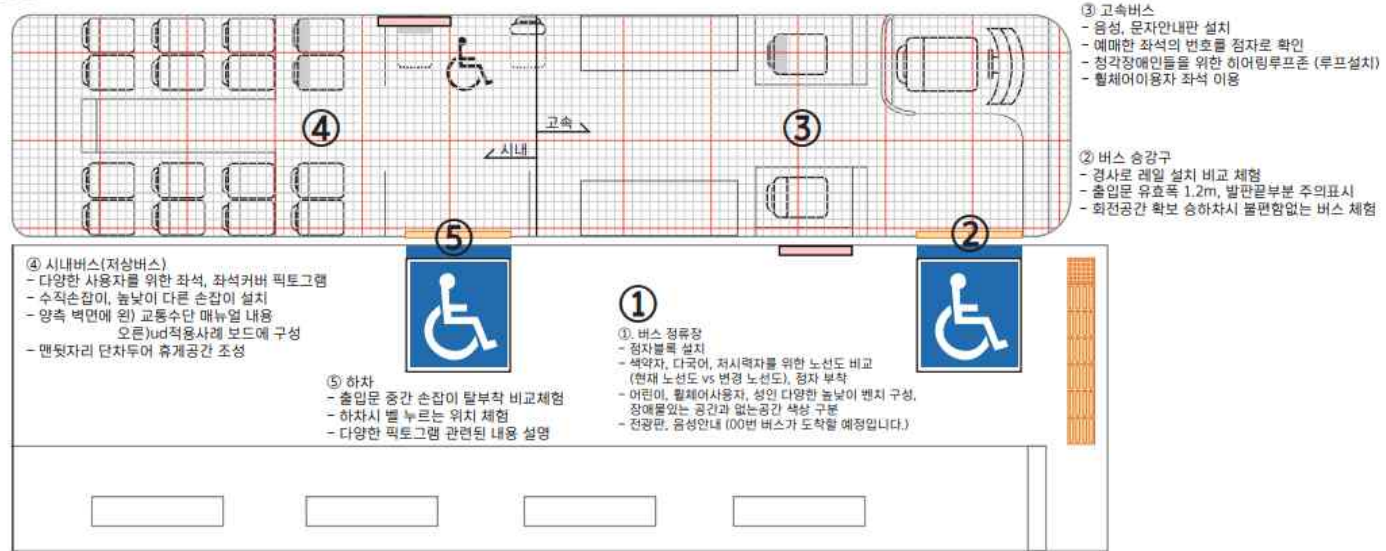 ③ 고속버스
- 음성, 문자안내판 설치
- 예매한 좌석의 번호를 점자로 확인
- 청각장애인들을 위한 히어링루프존 (루프설치)
- 휠체어이용자 좌석 이용
④
고속
시내
③
② 버스 승강구
- 경사로 레일 설치 비교 체험
- 출입문 유효폭 1.2m, 발판끝부분 주의표시
- 회전공간 확보 승하차시 불편함없는 버스 체험
⑤
②
④ 시내버스(저상버스)
- 다양한 사용자를 위한 좌석, 좌석커버 픽토그램
- 수직손잡이, 높낮이 다른 손잡이 설치
- 양측 벽면에 왼) 교통수단 매뉴얼 내용
오른)ud적용사례 보드에 구성
- 맨뒷자리 단차두어 휴게공간 조성
⑤ 하차
- 출입문 중간 손잡이 탈부착 비교체험
- 하차시 벨 누르는 위치 체험
- 다양한 픽토그램 관련된 내용 설명
①
①. 버스 정류장
- 점자블록 설치
- 색약자, 다국어, 저시력자를 위한 노선도 비교
(현재 노선도 vs 변경 노선도), 점자 부착
- 어린이, 휠체어사용자, 성인 다양한 높낮이 벤치 구성,
장애물있는 공간과 없는공간 색상 구분
- 전광판, 음성안내 (00번 버스가 도착할 예정입니다.)